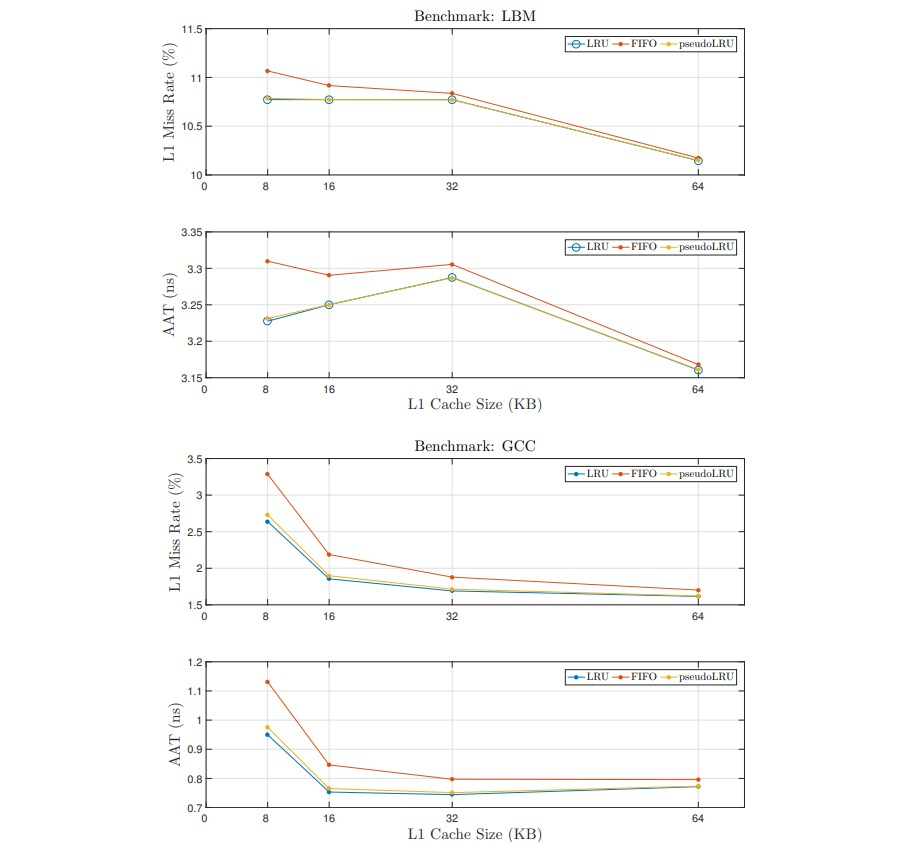 Benchmark: LBM
L1 Miss Rate (%)
11.5
11
10.5
10
LRU FIFO pseudoLRU
0 8 16 32 64
AAT (ns)
3.35
3.3
3.25
3.2
3.15
LRU FIFO pseudoLRU
0 8 16 32 64
L1 Cache Size (KB)
Benchmark: GCC
L1 Miss Rate (%)
3.5
3
2.5
2
1.5
LRU FIFO pseudoLRU
0 8 16 32 64
AAT (ns)
1.2
1.1
1
0.9
0.8
0.7
LRU FIFO pseudoLRU
0 8 16 32 64
L1 Cache Size (KB)